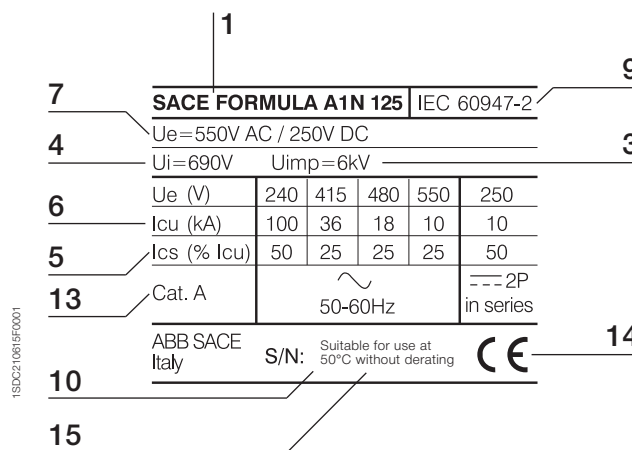 1
SACE FORMULA A1N 125 IEC 60947-2
9
7
Ue=550V AC / 250V DC
4
Ui=690V Uimp=6kV
3
Ue (V) 240 415 480 550 250
6
Icu (kA) 100 36 18 10 10
5
Ics (% Icu) 50 25 25 25 50
13
Cat. A 50-60Hz 2P
in series
ABB SACE
Italy
S/N:
Suitable for use at
50°C without derating
CE
14
10
15
1SDC210615F0001